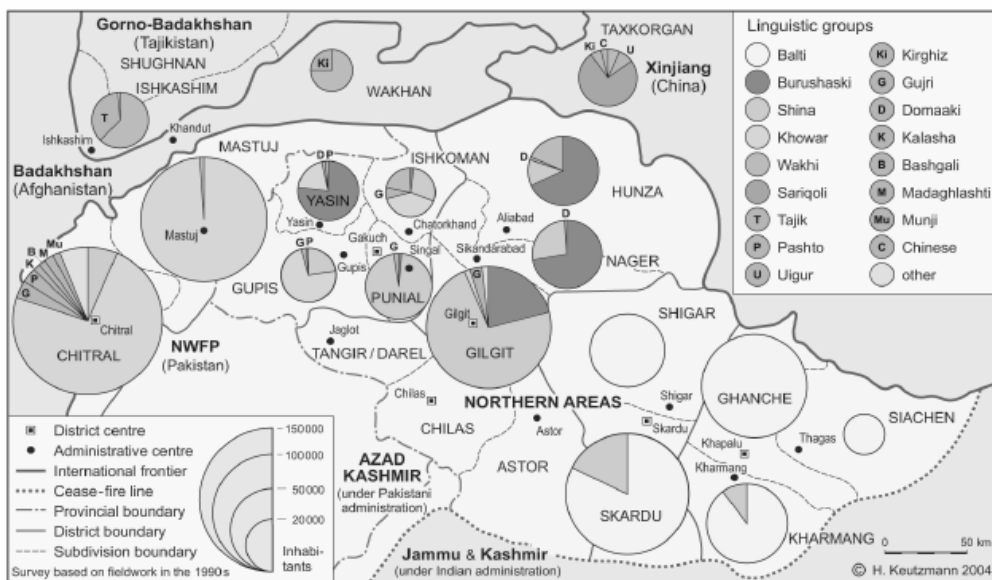 Gorno-Badakhshan
(Tajikistan)
SHUGHNAN
ISHKASHIM
T
Ishkashim
Khandut
Ki
WAKHAN
TAXKORGAN
Ki C U
Xinjiang
(China)
Badakhshan
(Afghanistan)
MASTUJ
Mastuj
D P
YASIN
Yasin
ISHKOMAN
G
Chatorkhand
D
HUNZA
Aliabad
Sikandarabad
D
NAGER
G P
Gupis
GUPIS
Gakuch
G
Singal
PUNIAL
B M Mu
K
P
G
Chitral
CHITRAL
NWFP
(Pakistan)
Jaglot
TANGIR / DAREL
G
Gilgit
GILGIT
SHIGAR
Chilas
CHILAS
NORTHERN AREAS
Astor
ASTOR
Shigar
Skardu
SKARDU
GHANCHE
Khapalu
Thagas
SIACHEN
Kharmang
KHARMANG
AZAD
KASHMIR
(under Pakistani
administration)
Jammu & Kashmir
(under Indian administration)
Linguistic groups
Balti
Burushaski
Shina
Khowar
Wakhi
Sariqoli
T Tajik
P Pashto
U Uigur
Ki Kirghiz
G Gujri
D Domaaki
K Kalasha
B Bashgali
M Madaghlashti
Mu Munji
C Chinese
other
District centre
Administrative centre
International frontier
Cease-fire line
Provincial boundary
District boundary
Subdivision boundary
Survey based on fieldwork in the 1990s
150000
100000
50000
20000
Inhabi-
tants
0 50 km
© H. Keutzmann 2004